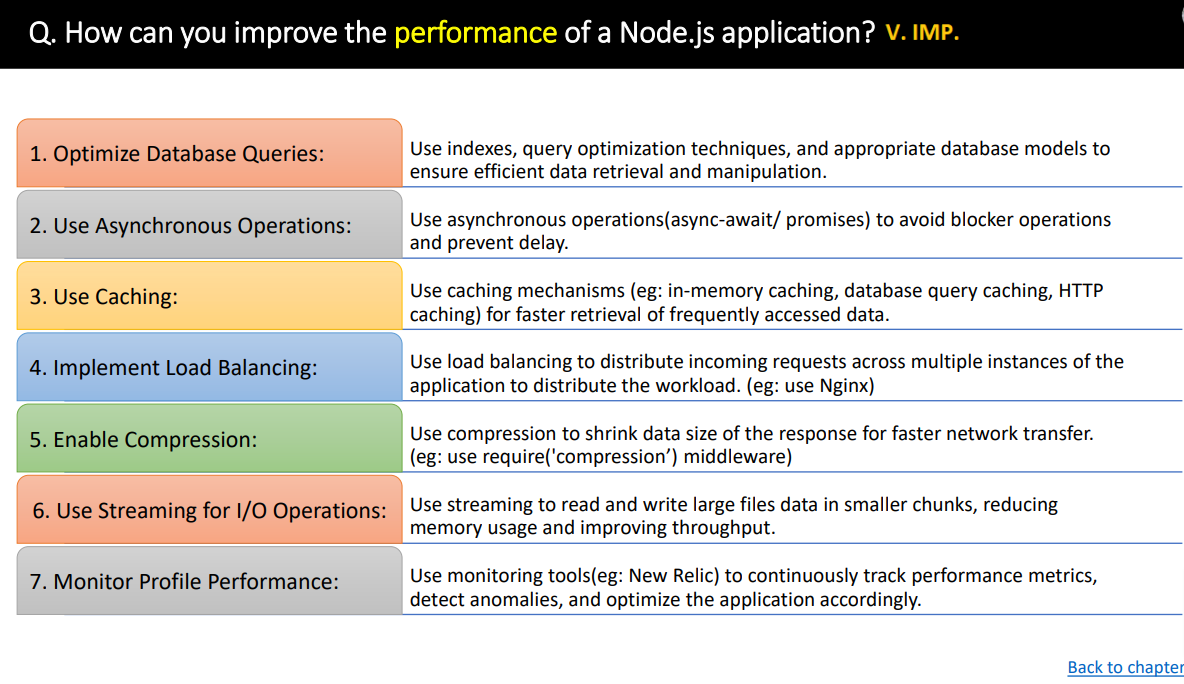 Q. How can you improve the performance of a Node.js application? V. IMP.
1. Optimize Database Queries:
Use indexes, query optimization techniques, and appropriate database models to
ensure efficient data retrieval and manipulation.
2. Use Asynchronous Operations:
Use asynchronous operations(async-await/ promises) to avoid blocker operations
and prevent delay.
3. Use Caching:
Use caching mechanisms (eg: in-memory caching, database query caching, HTTP
caching) for faster retrieval of frequently accessed data.
4. Implement Load Balancing:
Use load balancing to distribute incoming requests across multiple instances of the
application to distribute the workload. (eg: use Nginx)
5. Enable Compression:
Use compression to shrink data size of the response for faster network transfer.
(eg: use require('compression’) middleware)
6. Use Streaming for I/O Operations:
Use streaming to read and write large files data in smaller chunks, reducing
memory usage and improving throughput.
7. Monitor Profile Performance:
Use monitoring tools(eg: New Relic) to continuously track performance metrics,
detect anomalies, and optimize the application accordingly.
Back to chapter